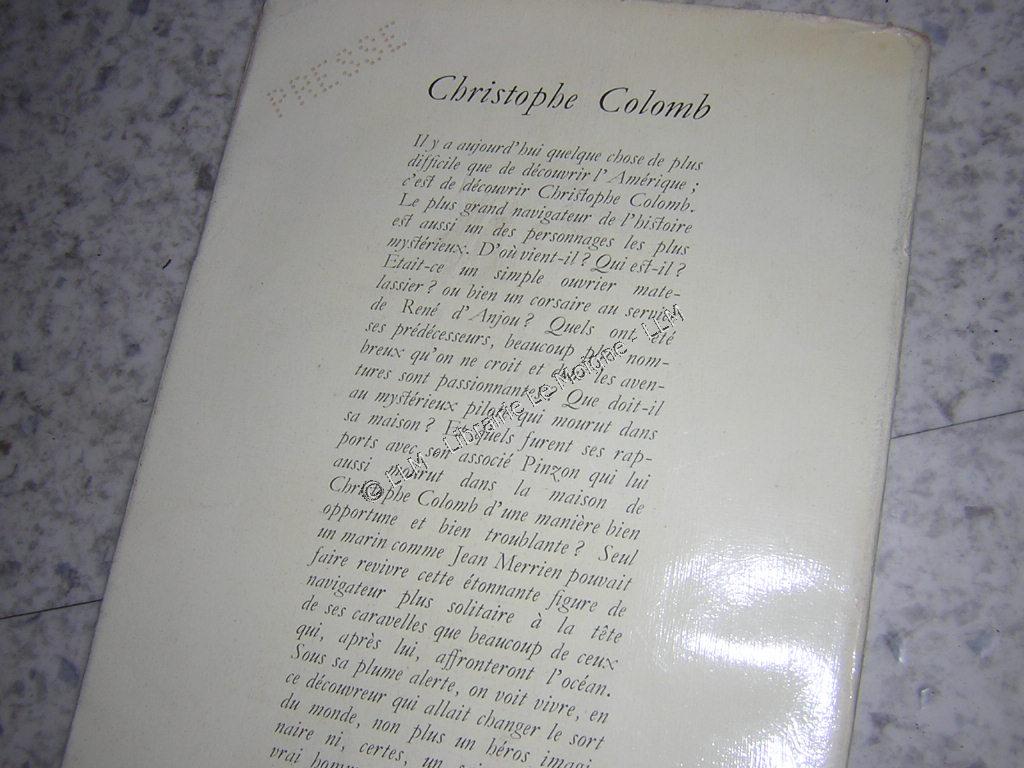 PRESSE
Christophe Colomb
Il y a aujourd'hui quelque chose de plus
difficile que de découvrir l'Amérique ;
c'est de découvrir Christophe Colomb.
Le plus grand navigateur de l'histoire
est aussi un des personnages les plus
mystérieux. D'où vient-il ? Qui est-il ?
Etait-ce un simple ouvrier mate-
lassier ? ou bien un corsaire au service
de René d'Anjou ? Quels ont été
ses prédécesseurs, beaucoup plus nom-
breux qu'on ne croit et dont les aven-
tures sont passionnantes ? Que doit-il
au mystérieux pilote qui mourut dans
sa maison ? Et quels furent ses rap-
ports avec son associé Pinzon qui lui
aussi mourut dans la maison de
Christophe Colomb d'une manière bien
opportune et bien troublante ? Seul
un marin comme Jean Merrien pouvait
faire revivre cette étonnante figure de
navigateur plus solitaire à la tête
de ses caravelles que beaucoup de ceux
qui, après lui, affronteront l'océan.
Sous sa plume alerte, on voit vivre, en
ce découvreur qui allait changer le sort
du monde, non plus un héros imagi-
naire ni, certes, un
vrai
© LLM - Librairie Le-Moigne - LLM